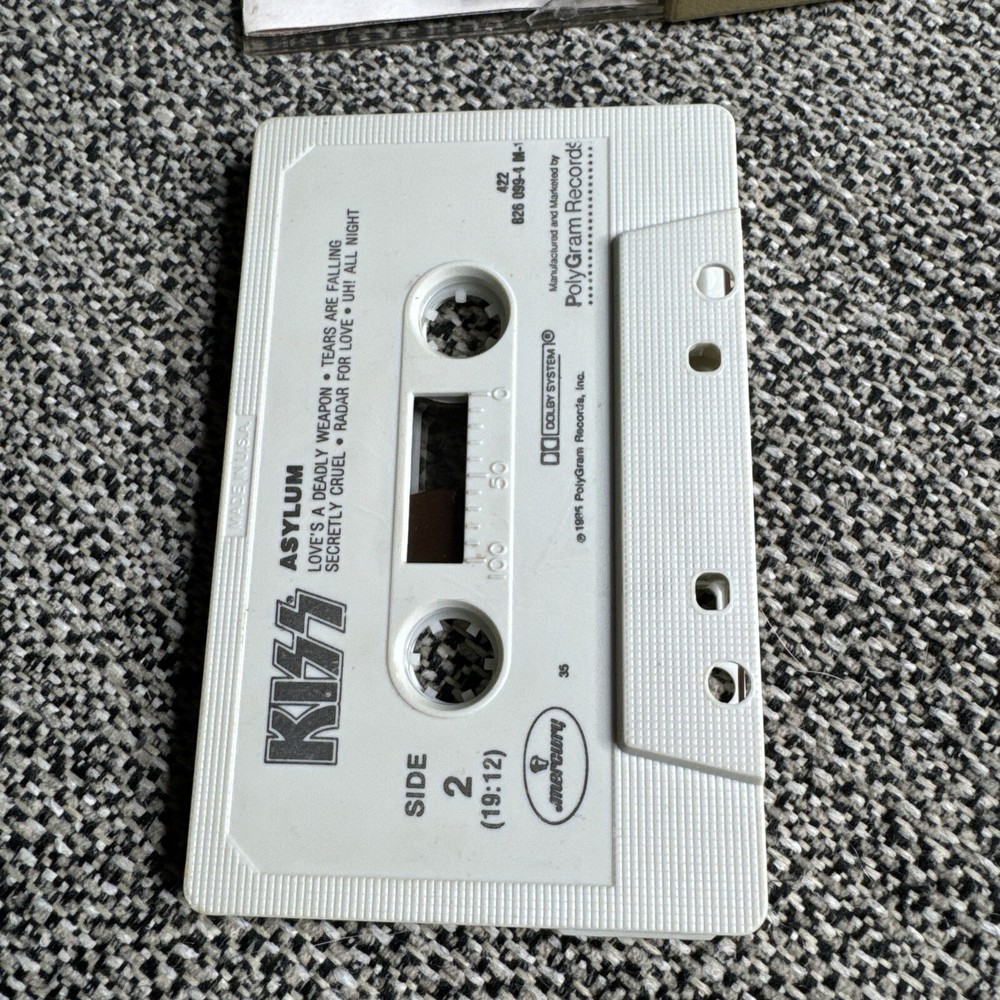 MADE IN U.S.A.
KISS®
ASYLUM
LOVE'S A DEADLY WEAPON • TEARS ARE FALLING
SECRETLY CRUEL • RADAR FOR LOVE • UH! ALL NIGHT
SIDE
2
(19:12)
100 50 0
422
826 099-4 M-1
Manufactured and Marketed by
PolyGram Records
DOLBY SYSTEM®
℗ 1985 PolyGram Records, Inc.
35
mercury